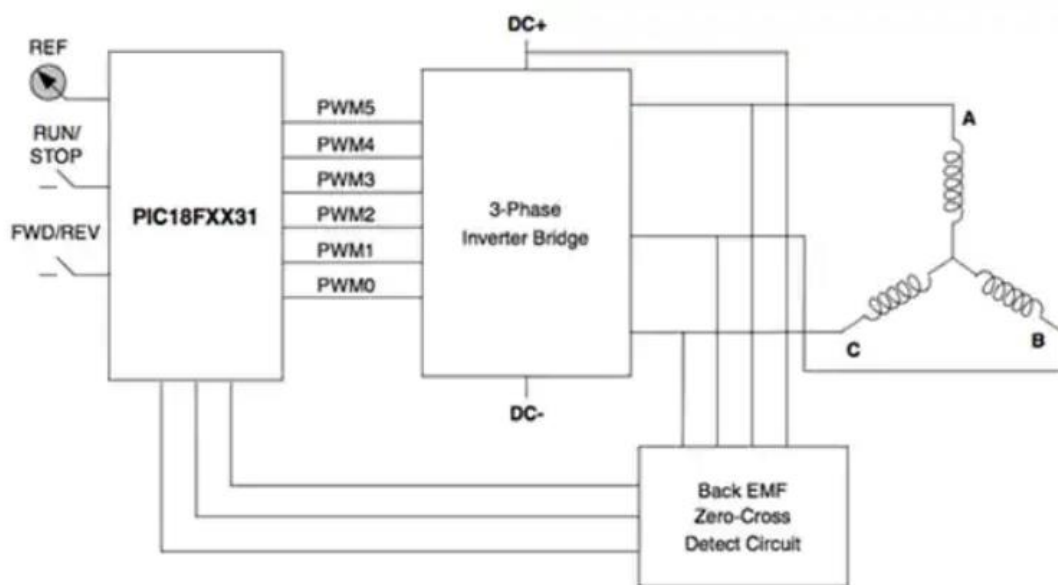 DC+
REF
RUN/
STOP
FWD/REV
PIC18FXX31
PWM5
PWM4
PWM3
PWM2
PWM1
PWM0
3-Phase
Inverter Bridge
DC-
A
B
C
Back EMF
Zero-Cross
Detect Circuit